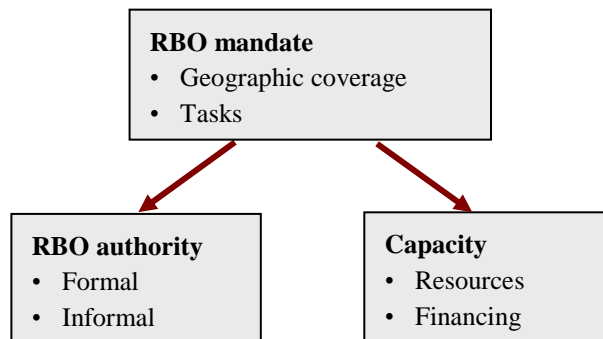 RBO mandate
• Geographic coverage
• Tasks
RBO authority
• Formal
• Informal
Capacity
• Resources
• Financing